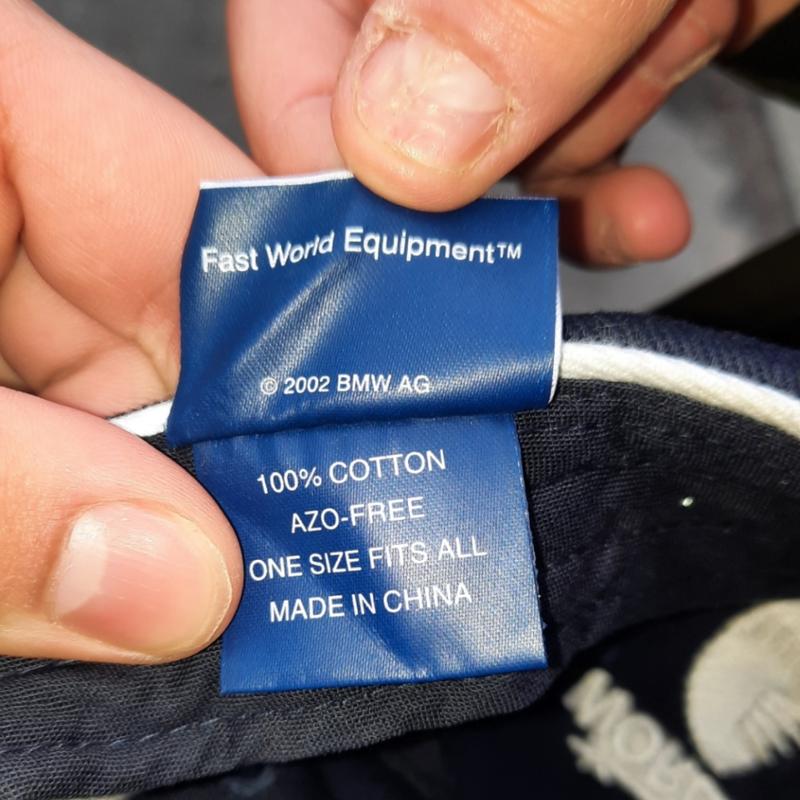 Fast World Equipment™
© 2002 BMW AG
100% COTTON
AZO-FREE
ONE SIZE FITS ALL
MADE IN CHINA